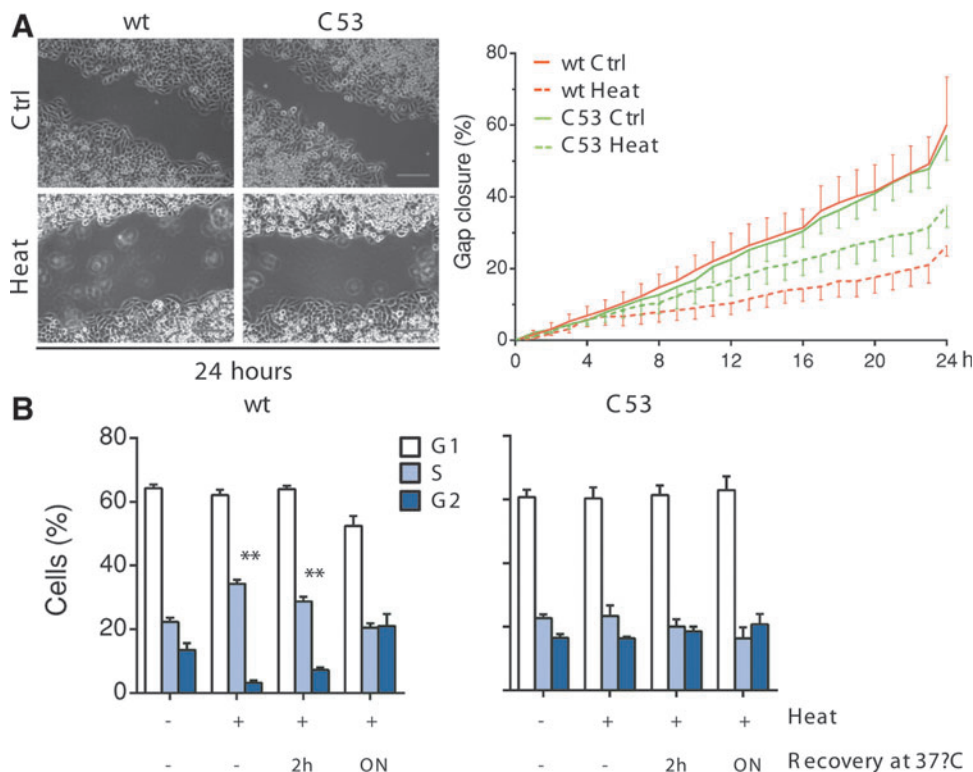 A
wt
C53
Ctrl
Heat
24 hours
80
60
40
20
0
Gap closure (%)
wt Ctrl
wt Heat
C53 Ctrl
C53 Heat
0 4 8 12 16 20 24 h
B
wt
C53
80
60
40
20
0
Cells (%)
G1
S
G2
** **
- + + + - + + + Heat
- - 2h ON - - 2h ON Recovery at 37?C